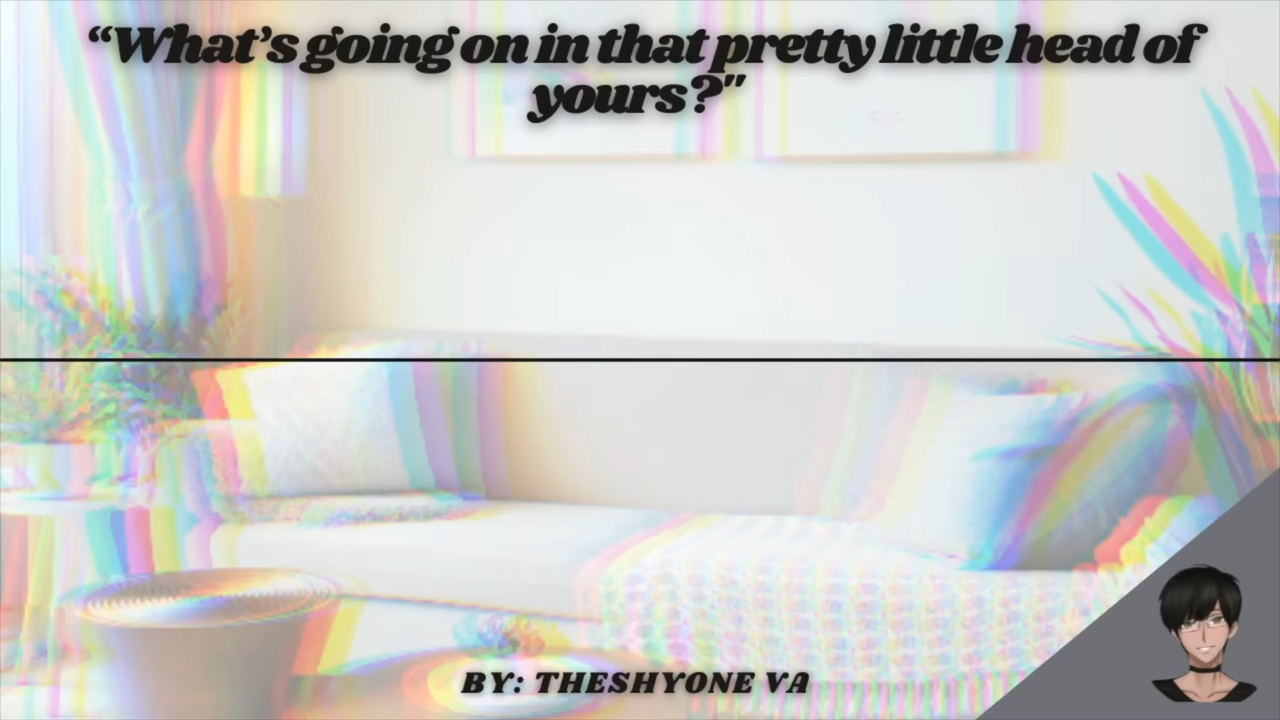 “What’s going on in that pretty little head of
yours?"
BY: THESHYONE VA